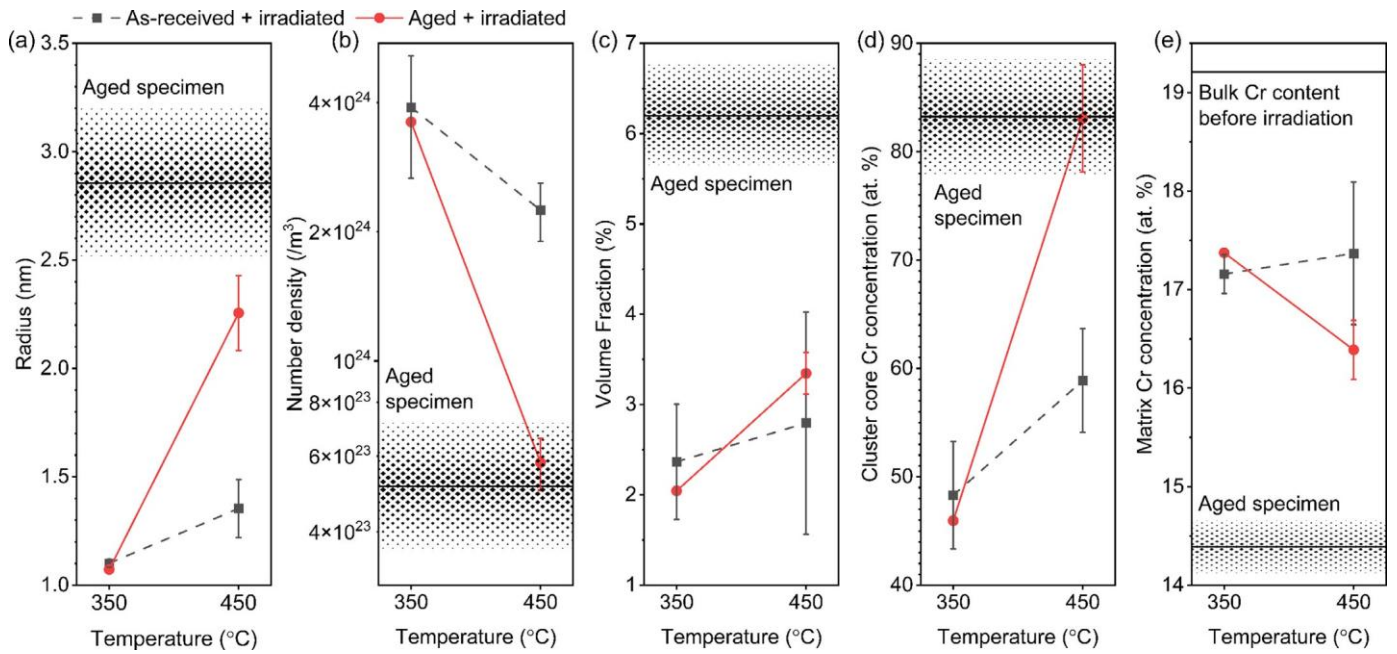 As-received + irradiated Aged + irradiated
(a)
3.5
3.0
2.5
2.0
1.5
1.0
Radius (nm)
Aged specimen
350 450
Temperature (°C)
(b)
4×10²⁴
2×10²⁴
10²⁴
8×10²³
6×10²³
4×10²³
Number density (/m³)
Aged
specimen
350 450
Temperature (°C)
(c)
7
6
5
4
3
2
1
Volume Fraction (%)
Aged specimen
350 450
Temperature (°C)
(d)
90
80
70
60
50
40
Cluster core Cr concentration (at. %)
Aged
specimen
350 450
Temperature (°C)
(e)
19
18
17
16
15
14
Matrix Cr concentration (at. %)
Bulk Cr content
before irradiation
Aged specimen
350 450
Temperature (°C)